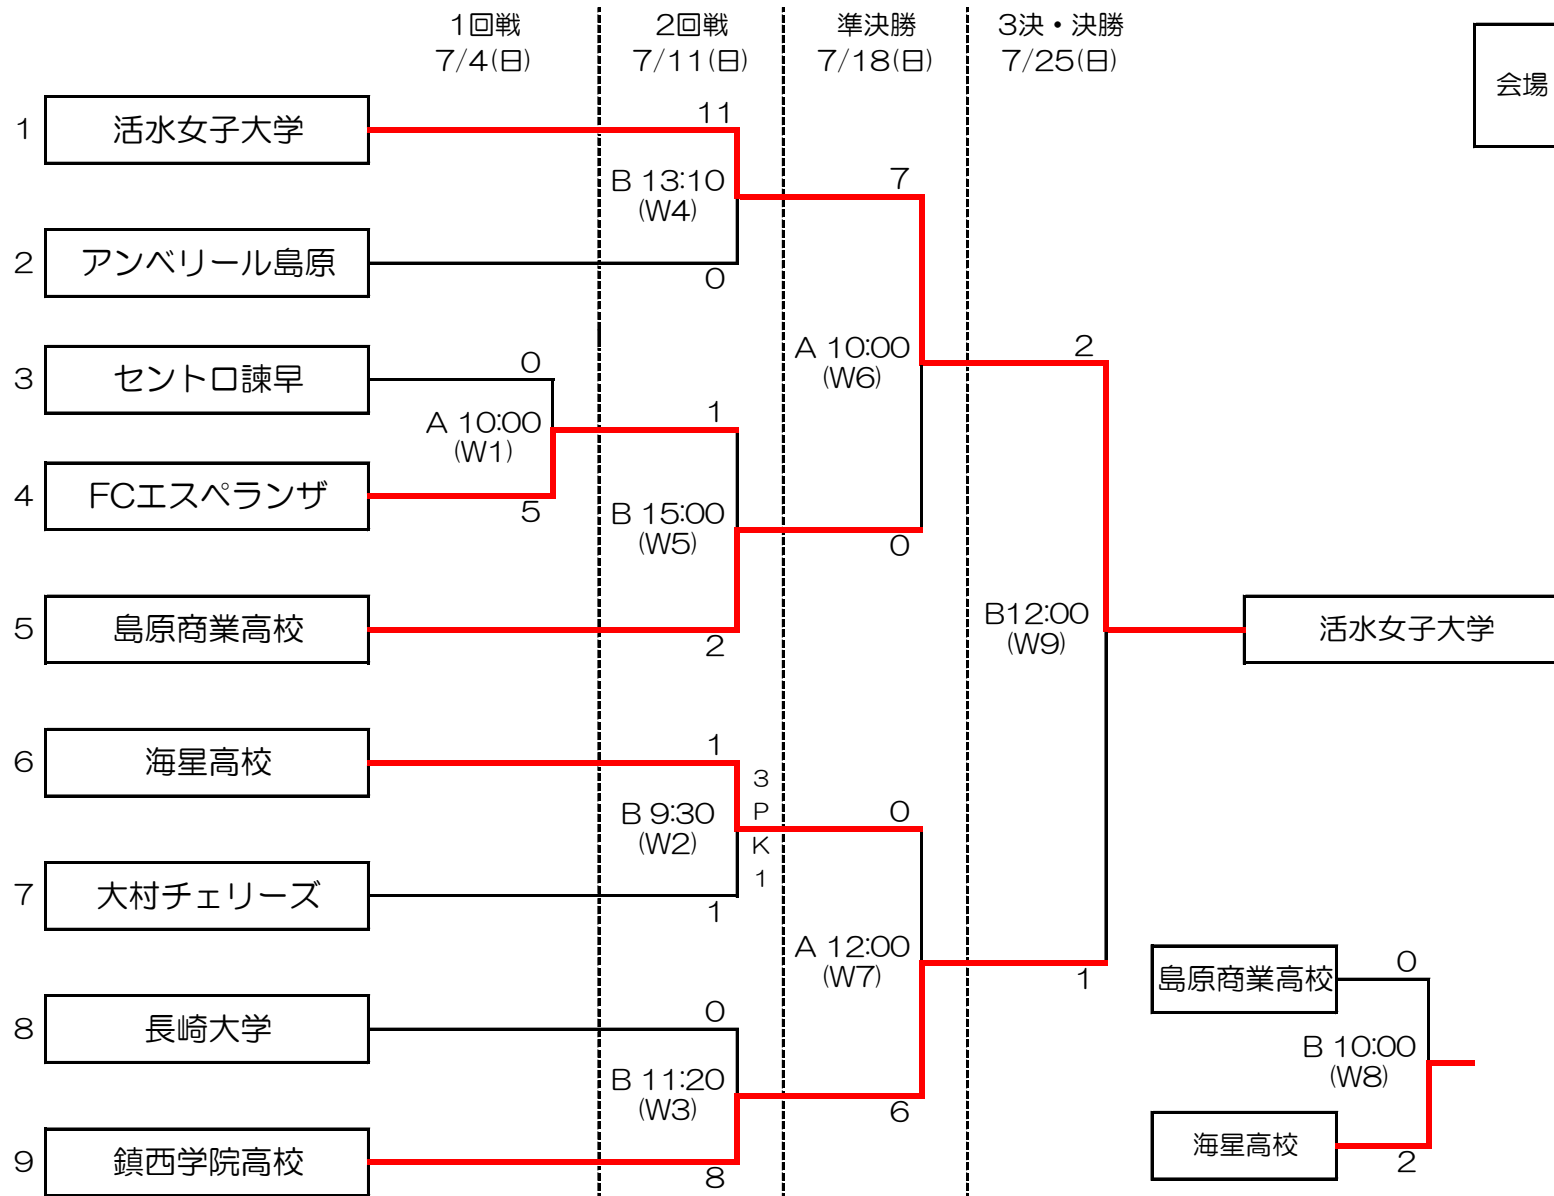 1回戦
7/4(日)
2回戦
7/11(日)
準決勝
7/18(日)
3決・決勝
7/25(日)
会場
1
活水女子大学
11
B 13:10
(W4)
7
2
アンベリール島原
0
3
セントロ諫早
0
A 10:00
(W1)
1
A 10:00
(W6)
2
4
FCエスペランザ
5
B 15:00
(W5)
0
5
島原商業高校
2
B12:00
(W9)
活水女子大学
6
海星高校
1
B 9:30
(W2)
3
P
K
1
0
7
大村チェリーズ
1
A 12:00
(W7)
1
8
長崎大学
0
B 11:20
(W3)
6
9
鎮西学院高校
8
島原商業高校
0
B 10:00
(W8)
海星高校
2